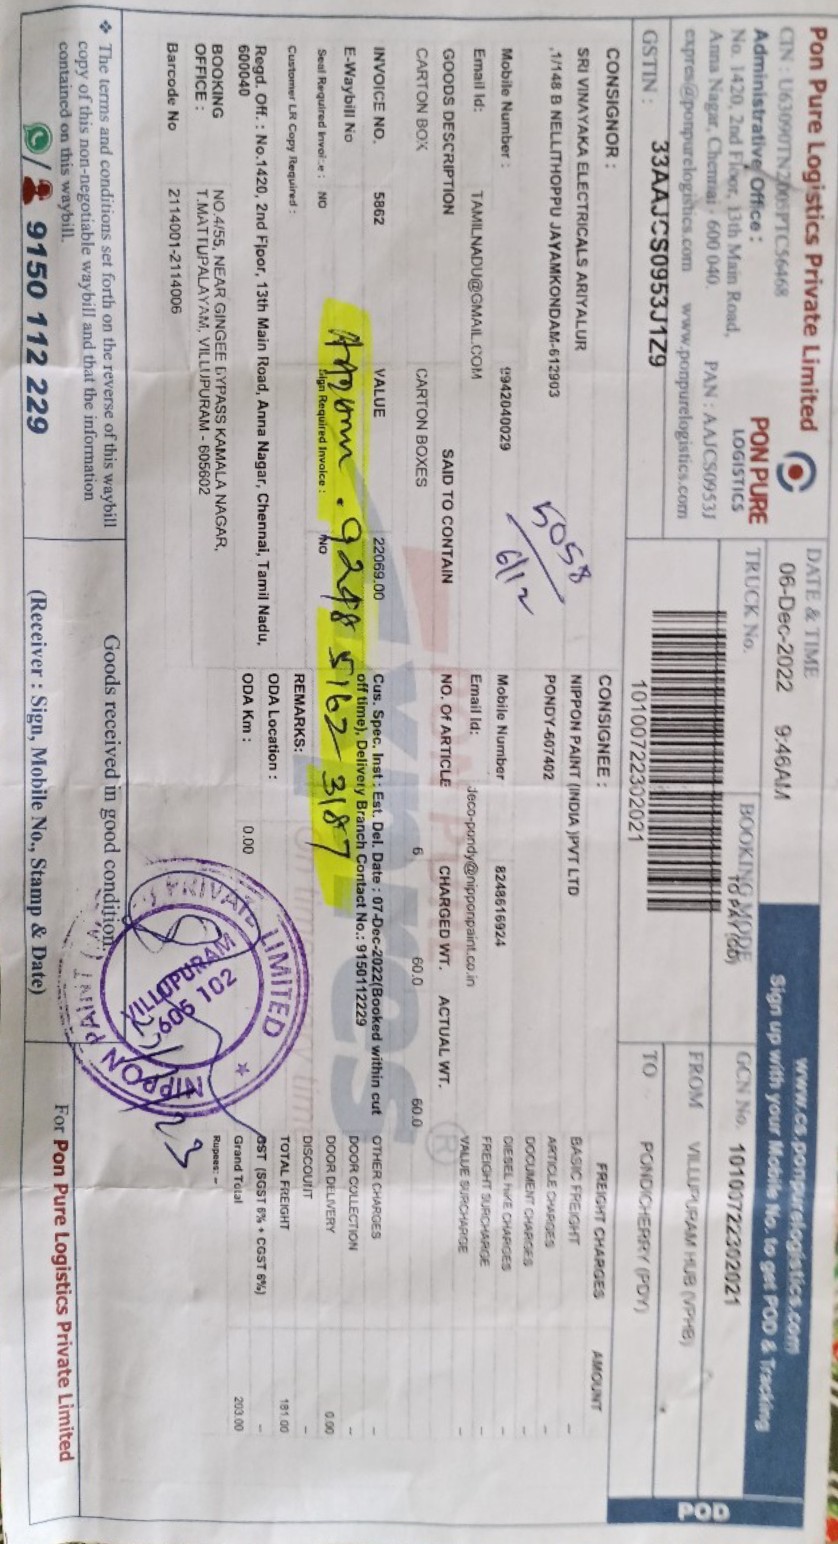 Pon Pure Logistics Private Limited
CIN : U63090TN2005PTC56468
Administrative Office :
No. 1420, 2nd Floor, 13th Main Road,
Anna Nagar, Chennai - 600 040.
PAN : AAJCS0953J
expres@ponpurelogistics.com www.ponpurelogistics.com
PON PURE
LOGISTICS
GSTIN : 33AAJCS0953J1Z9
DATE & TIME
06-Dec-2022 9:46AM
TRUCK No.
BOOKING MODE
TO PAY
10100722302021
www.cs.ponpurelogistics.com
Sign up with your Mobile No. to get POD & Tracking
GCN No. 10100722302021
FROM VILLUPURAM HUB (VPHB)
TO PONDICHERRY (PDY)
POD
CONSIGNOR :
SRI VINAYAKA ELECTRICALS ARIYALUR
,1/148 B NELLITHOPPU JAYAMKONDAM-612903
5058
6/12
Mobile Number : 9942040029
Email Id: TAMILNADU@GMAIL.COM
CONSIGNEE :
NIPPON PAINT (INDIA )PVT LTD
PONDY-607402
Mobile Number 8248616924
Email Id: deco-pundy@nipponpaint.co.in
GOODS DESCRIPTION SAID TO CONTAIN NO. Of ARTICLE CHARGED WT. ACTUAL WT.
CARTON BOX CARTON BOXES 6 60.0 60.0
INVOICE NO. 5862 VALUE 22069.00
E-Waybill No
Cus. Spec. Inst : Est. Del. Date : 07-Dec-2022(Booked within cut
off time), Delivery Branch Contact No.: 9150112229
Seal Required Invoice : NO Sign Required Invoice : NO
9248 5167 3187
Customer LR Copy Required :
REMARKS:
ODA Location :
ODA Km : 0.00
Regd. Off. : No.1420, 2nd Floor, 13th Main Road, Anna Nagar, Chennai, Tamil Nadu,
600040
BOOKING OFFICE : NO.4/55, NEAR GINGEE BYPASS KAMALA NAGAR,
T.MATTUPALAYAM, VILLUPURAM - 605602
Barcode No 2114001-2114006
FREIGHT CHARGES AMOUNT
BASIC FREIGHT -
ARTICLE CHARGES -
DOCUMENT CHARGES -
DIESEL HIKE CHARGES -
FREIGHT SURCHARGE -
VALUE SURCHARGE -
OTHER CHARGES -
DOOR COLLECTION -
DOOR DELIVERY 0.00
DISCOUNT -
TOTAL FREIGHT 181.00
GST (SGST 6% + CGST 6%) -
Grand Total 203.00
Rupees: -
NIPPON PAINT PRIVATE LIMITED
VILLUPURAM
605 102
❖ The terms and conditions set forth on the reverse of this waybill
copy of this non-negotiable waybill and that the information
contained on this waybill.
9150 112 229
Goods received in good condition
(Receiver : Sign, Mobile No., Stamp & Date)
For Pon Pure Logistics Private Limited